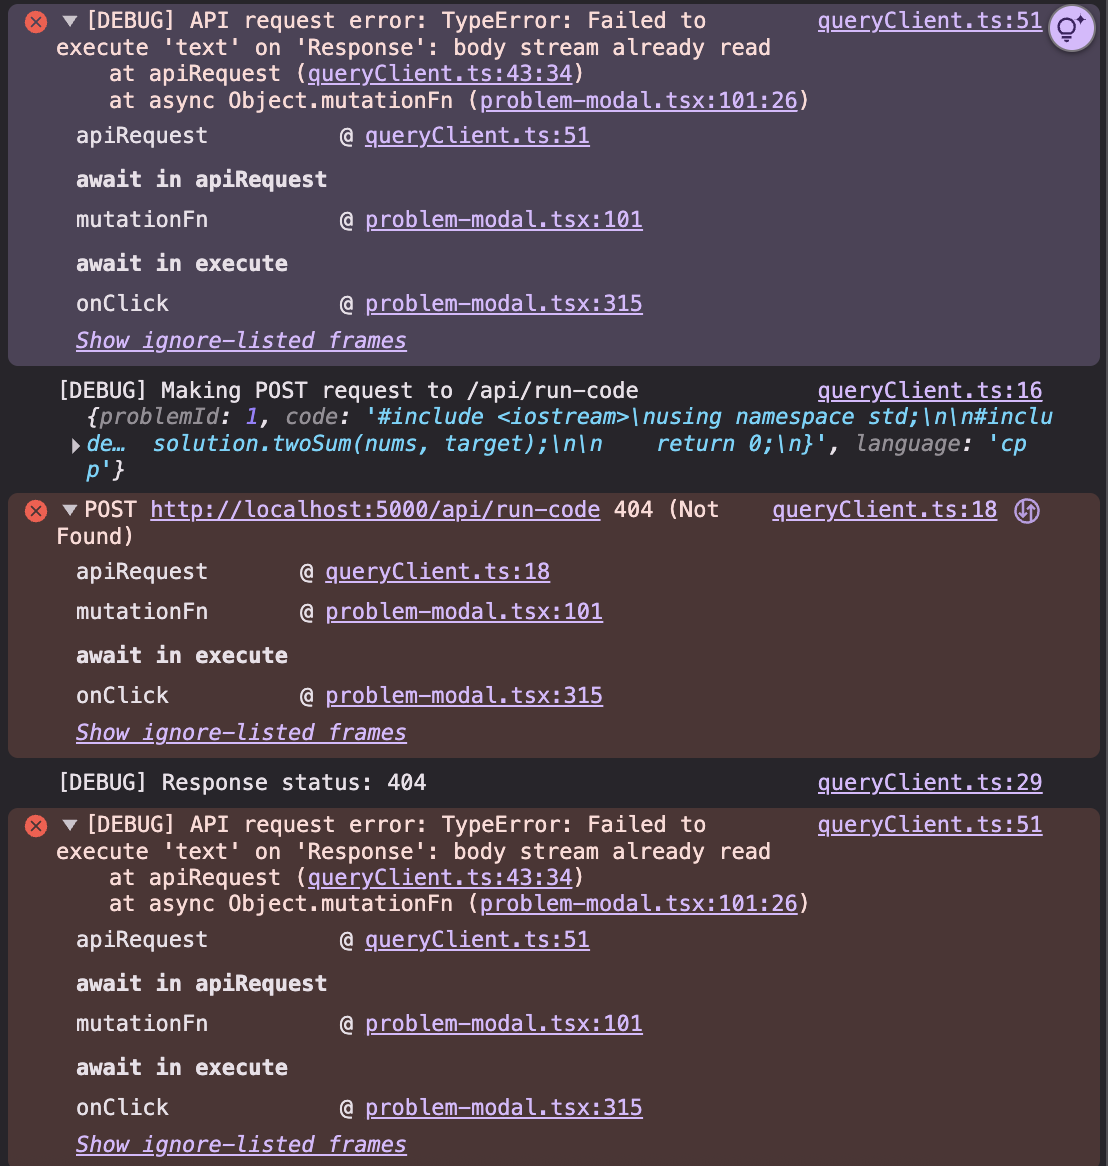 [DEBUG] API request error: TypeError: Failed to queryClient.ts:51
execute 'text' on 'Response': body stream already read
at apiRequest (queryClient.ts:43:34)
at async Object.mutationFn (problem-modal.tsx:101:26)
apiRequest @ queryClient.ts:51
await in apiRequest
mutationFn @ problem-modal.tsx:101
await in execute
onClick @ problem-modal.tsx:315
Show ignore-listed frames
[DEBUG] Making POST request to /api/run-code queryClient.ts:16
{problemId: 1, code: '#include <iostream>\nusing namespace std;\n\n#inclu
de… solution.twoSum(nums, target);\n\n    return 0;\n}', language: 'cp
p'}
POST http://localhost:5000/api/run-code 404 (Not queryClient.ts:18
Found)
apiRequest @ queryClient.ts:18
mutationFn @ problem-modal.tsx:101
await in execute
onClick @ problem-modal.tsx:315
Show ignore-listed frames
[DEBUG] Response status: 404 queryClient.ts:29
[DEBUG] API request error: TypeError: Failed to queryClient.ts:51
execute 'text' on 'Response': body stream already read
at apiRequest (queryClient.ts:43:34)
at async Object.mutationFn (problem-modal.tsx:101:26)
apiRequest @ queryClient.ts:51
await in apiRequest
mutationFn @ problem-modal.tsx:101
await in execute
onClick @ problem-modal.tsx:315
Show ignore-listed frames